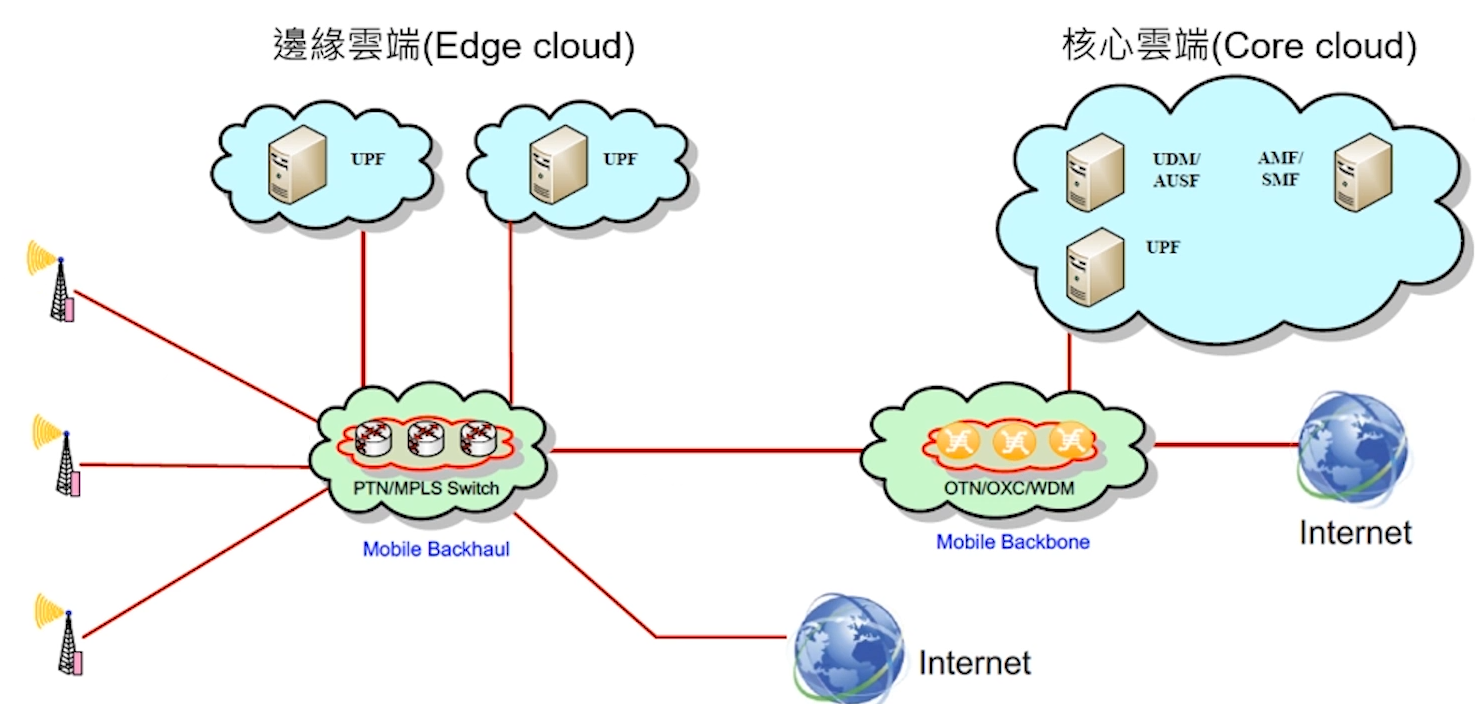 邊緣雲端(Edge cloud)
核心雲端(Core cloud)
UPF
UPF
UDM/
AUSF
AMF/
SMF
UPF
PTN/MPLS Switch
Mobile Backhaul
OTN/OXC/WDM
Mobile Backbone
Internet
Internet